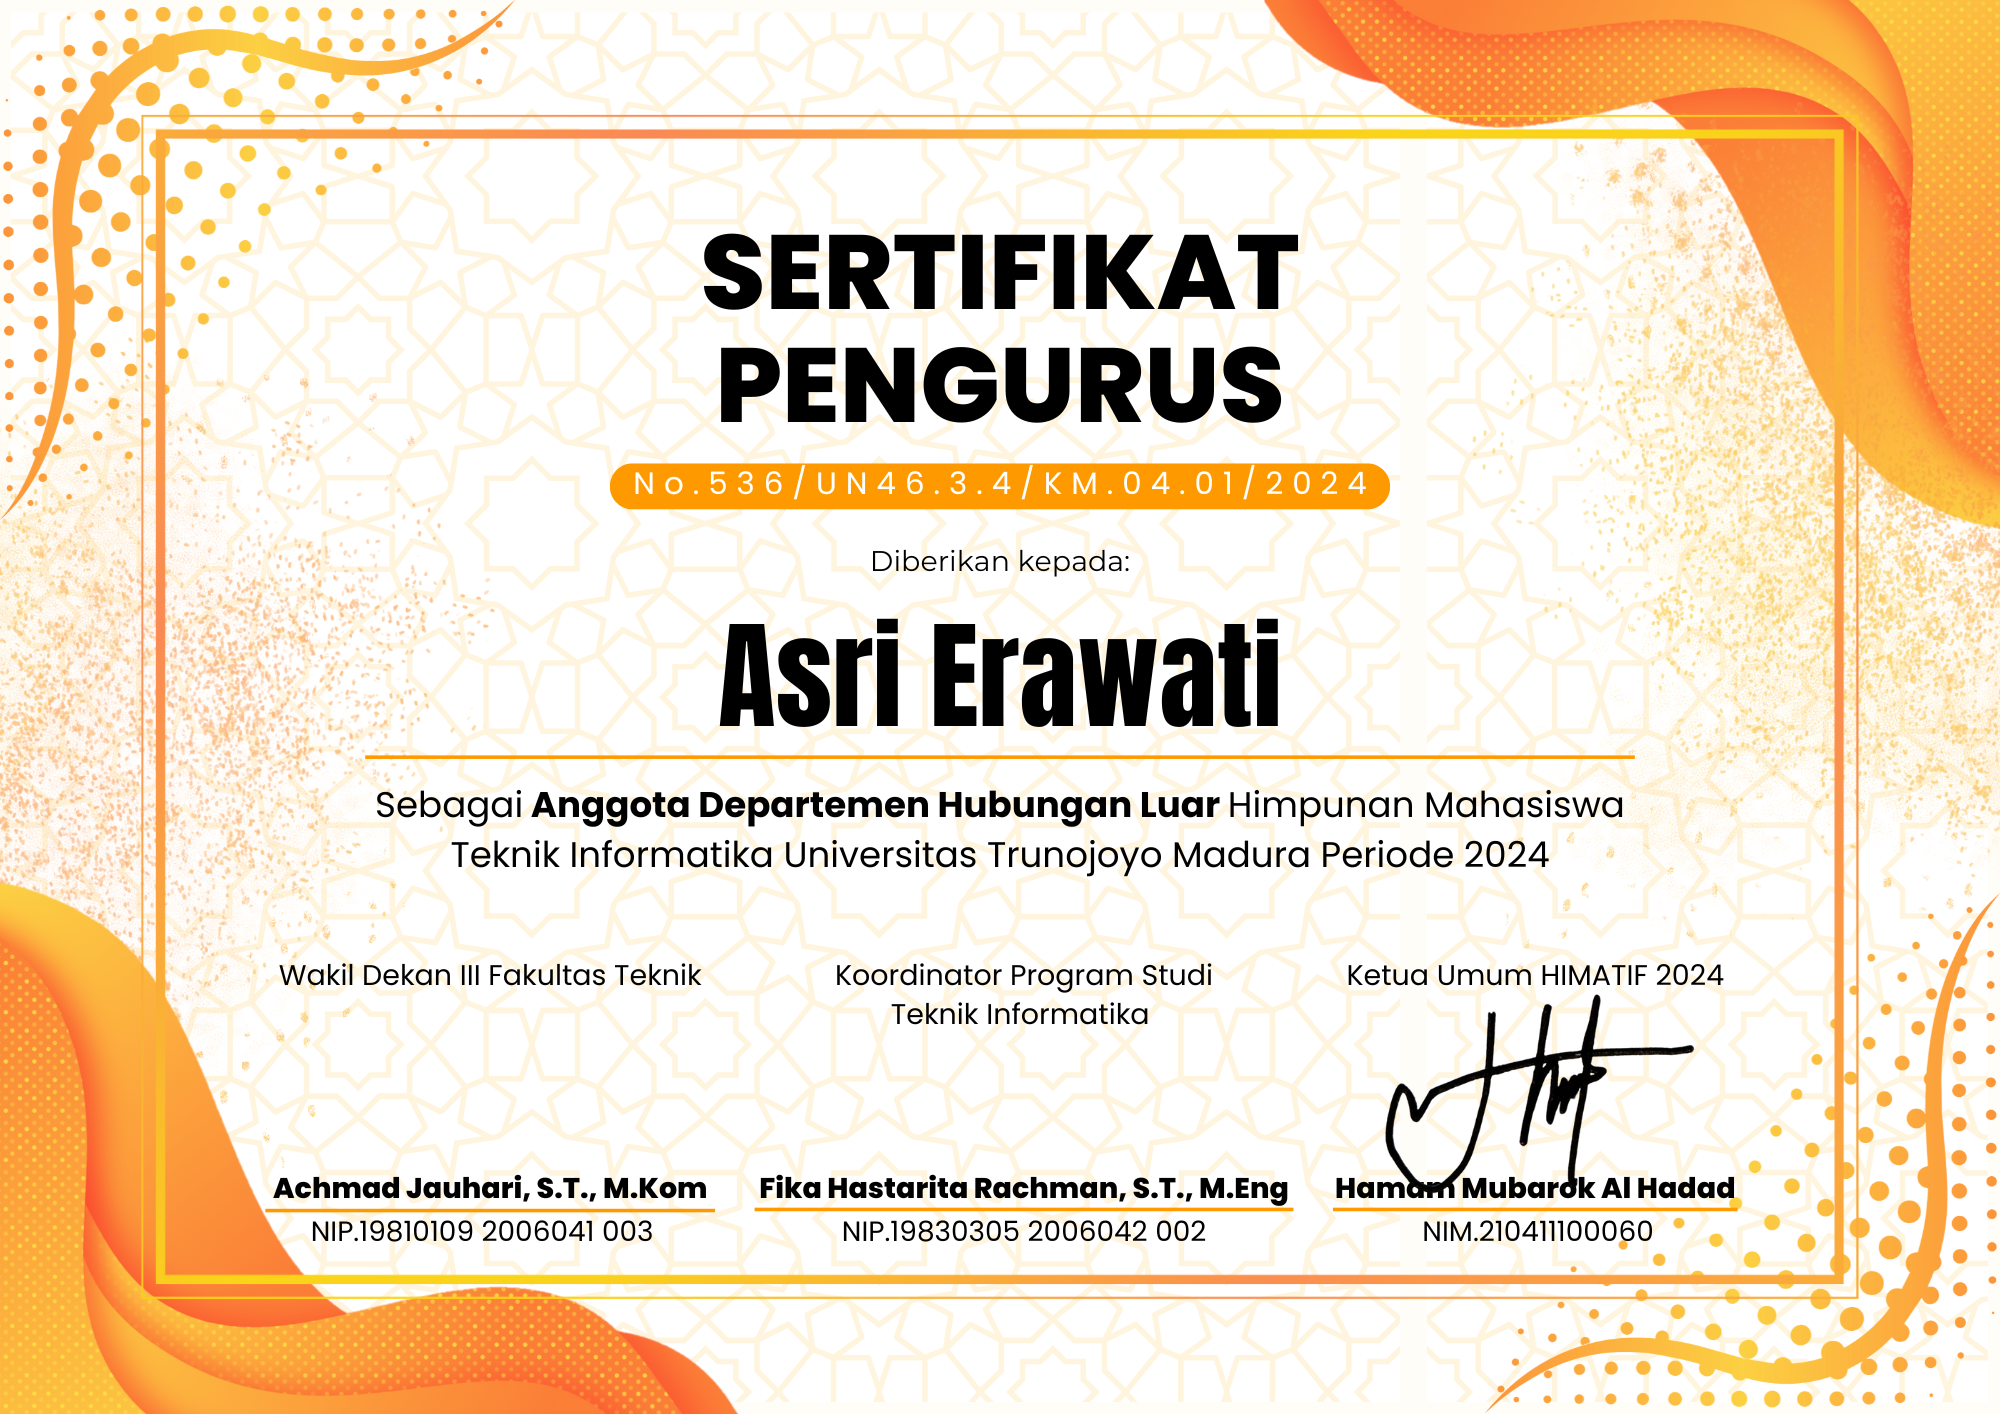 SERTIFIKAT
PENGURUS
No.536/UN46.3.4/KM.04.01/2024
Diberikan kepada:
Asri Erawati
Sebagai Anggota Departemen Hubungan Luar Himpunan Mahasiswa
Teknik Informatika Universitas Trunojoyo Madura Periode 2024
Wakil Dekan III Fakultas Teknik
Achmad Jauhari, S.T., M.Kom
NIP.19810109 2006041 003
Koordinator Program Studi
Teknik Informatika
Fika Hastarita Rachman, S.T., M.Eng
NIP.19830305 2006042 002
Ketua Umum HIMATIF 2024
Hamam Mubarok Al Hadad
NIM.210411100060